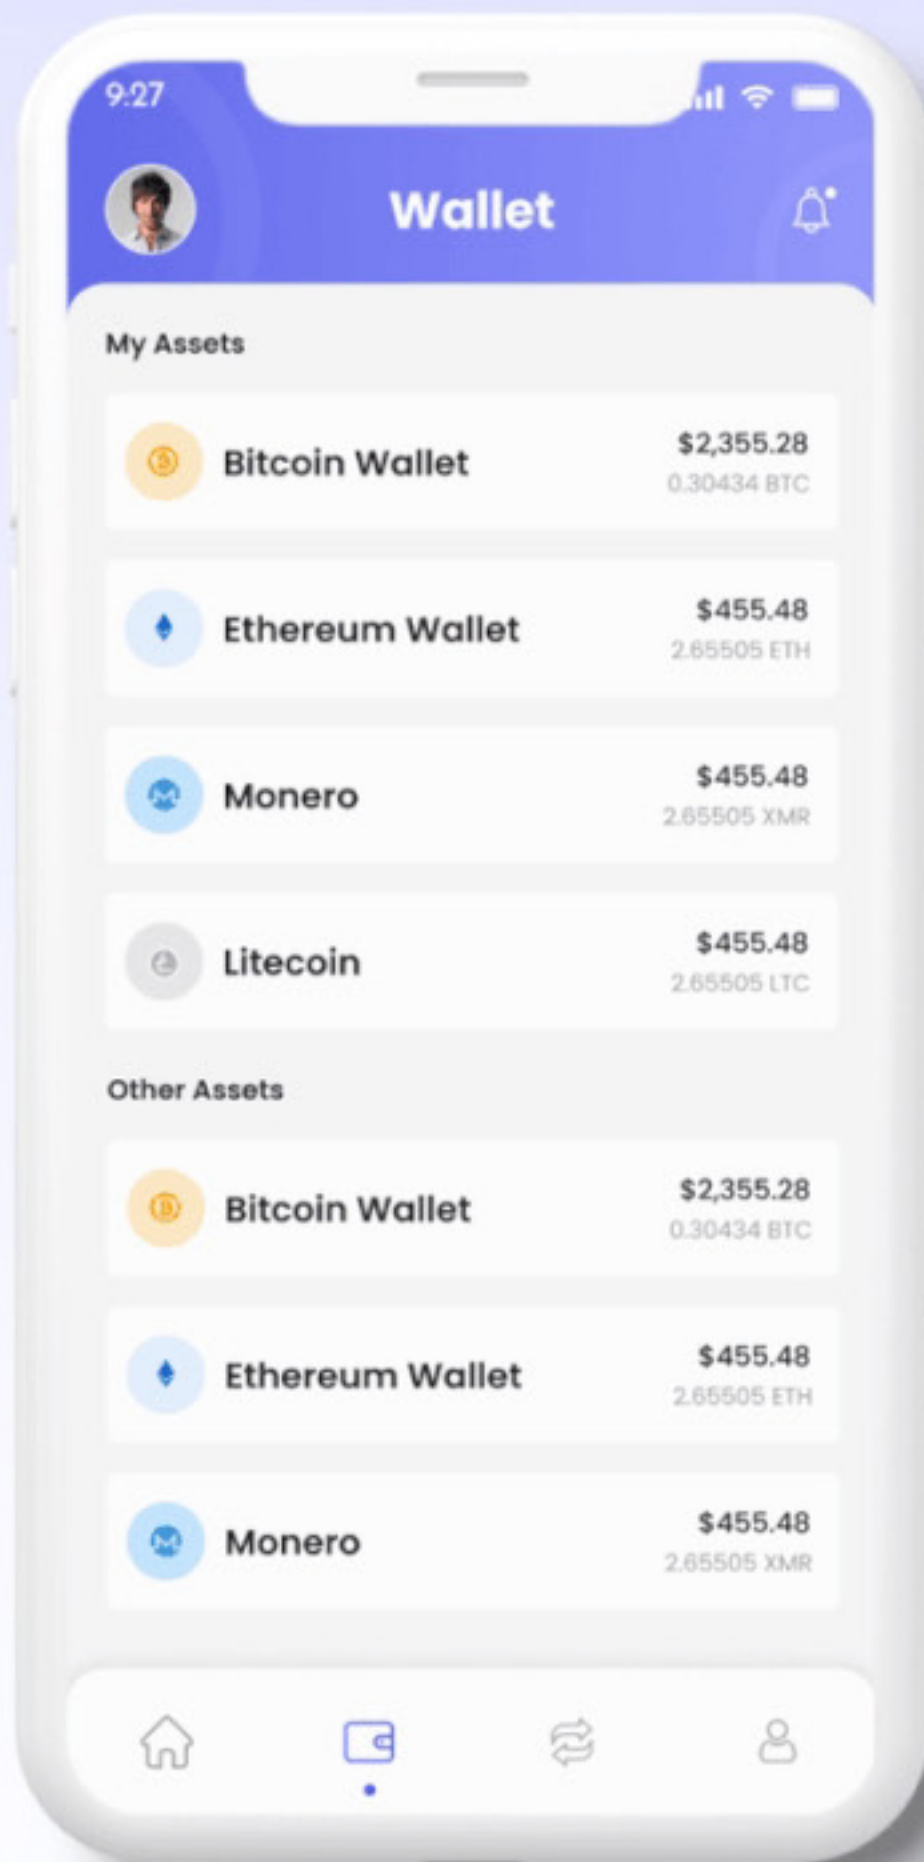 9:27
Wallet
My Assets
Bitcoin Wallet
$2,355.28
0.30434 BTC
Ethereum Wallet
$455.48
2.65505 ETH
Monero
$455.48
2.65505 XMR
Litecoin
$455.48
2.65505 LTC
Other Assets
Bitcoin Wallet
$2,355.28
0.30434 BTC
Ethereum Wallet
$455.48
2.65505 ETH
Monero
$455.48
2.65505 XMR